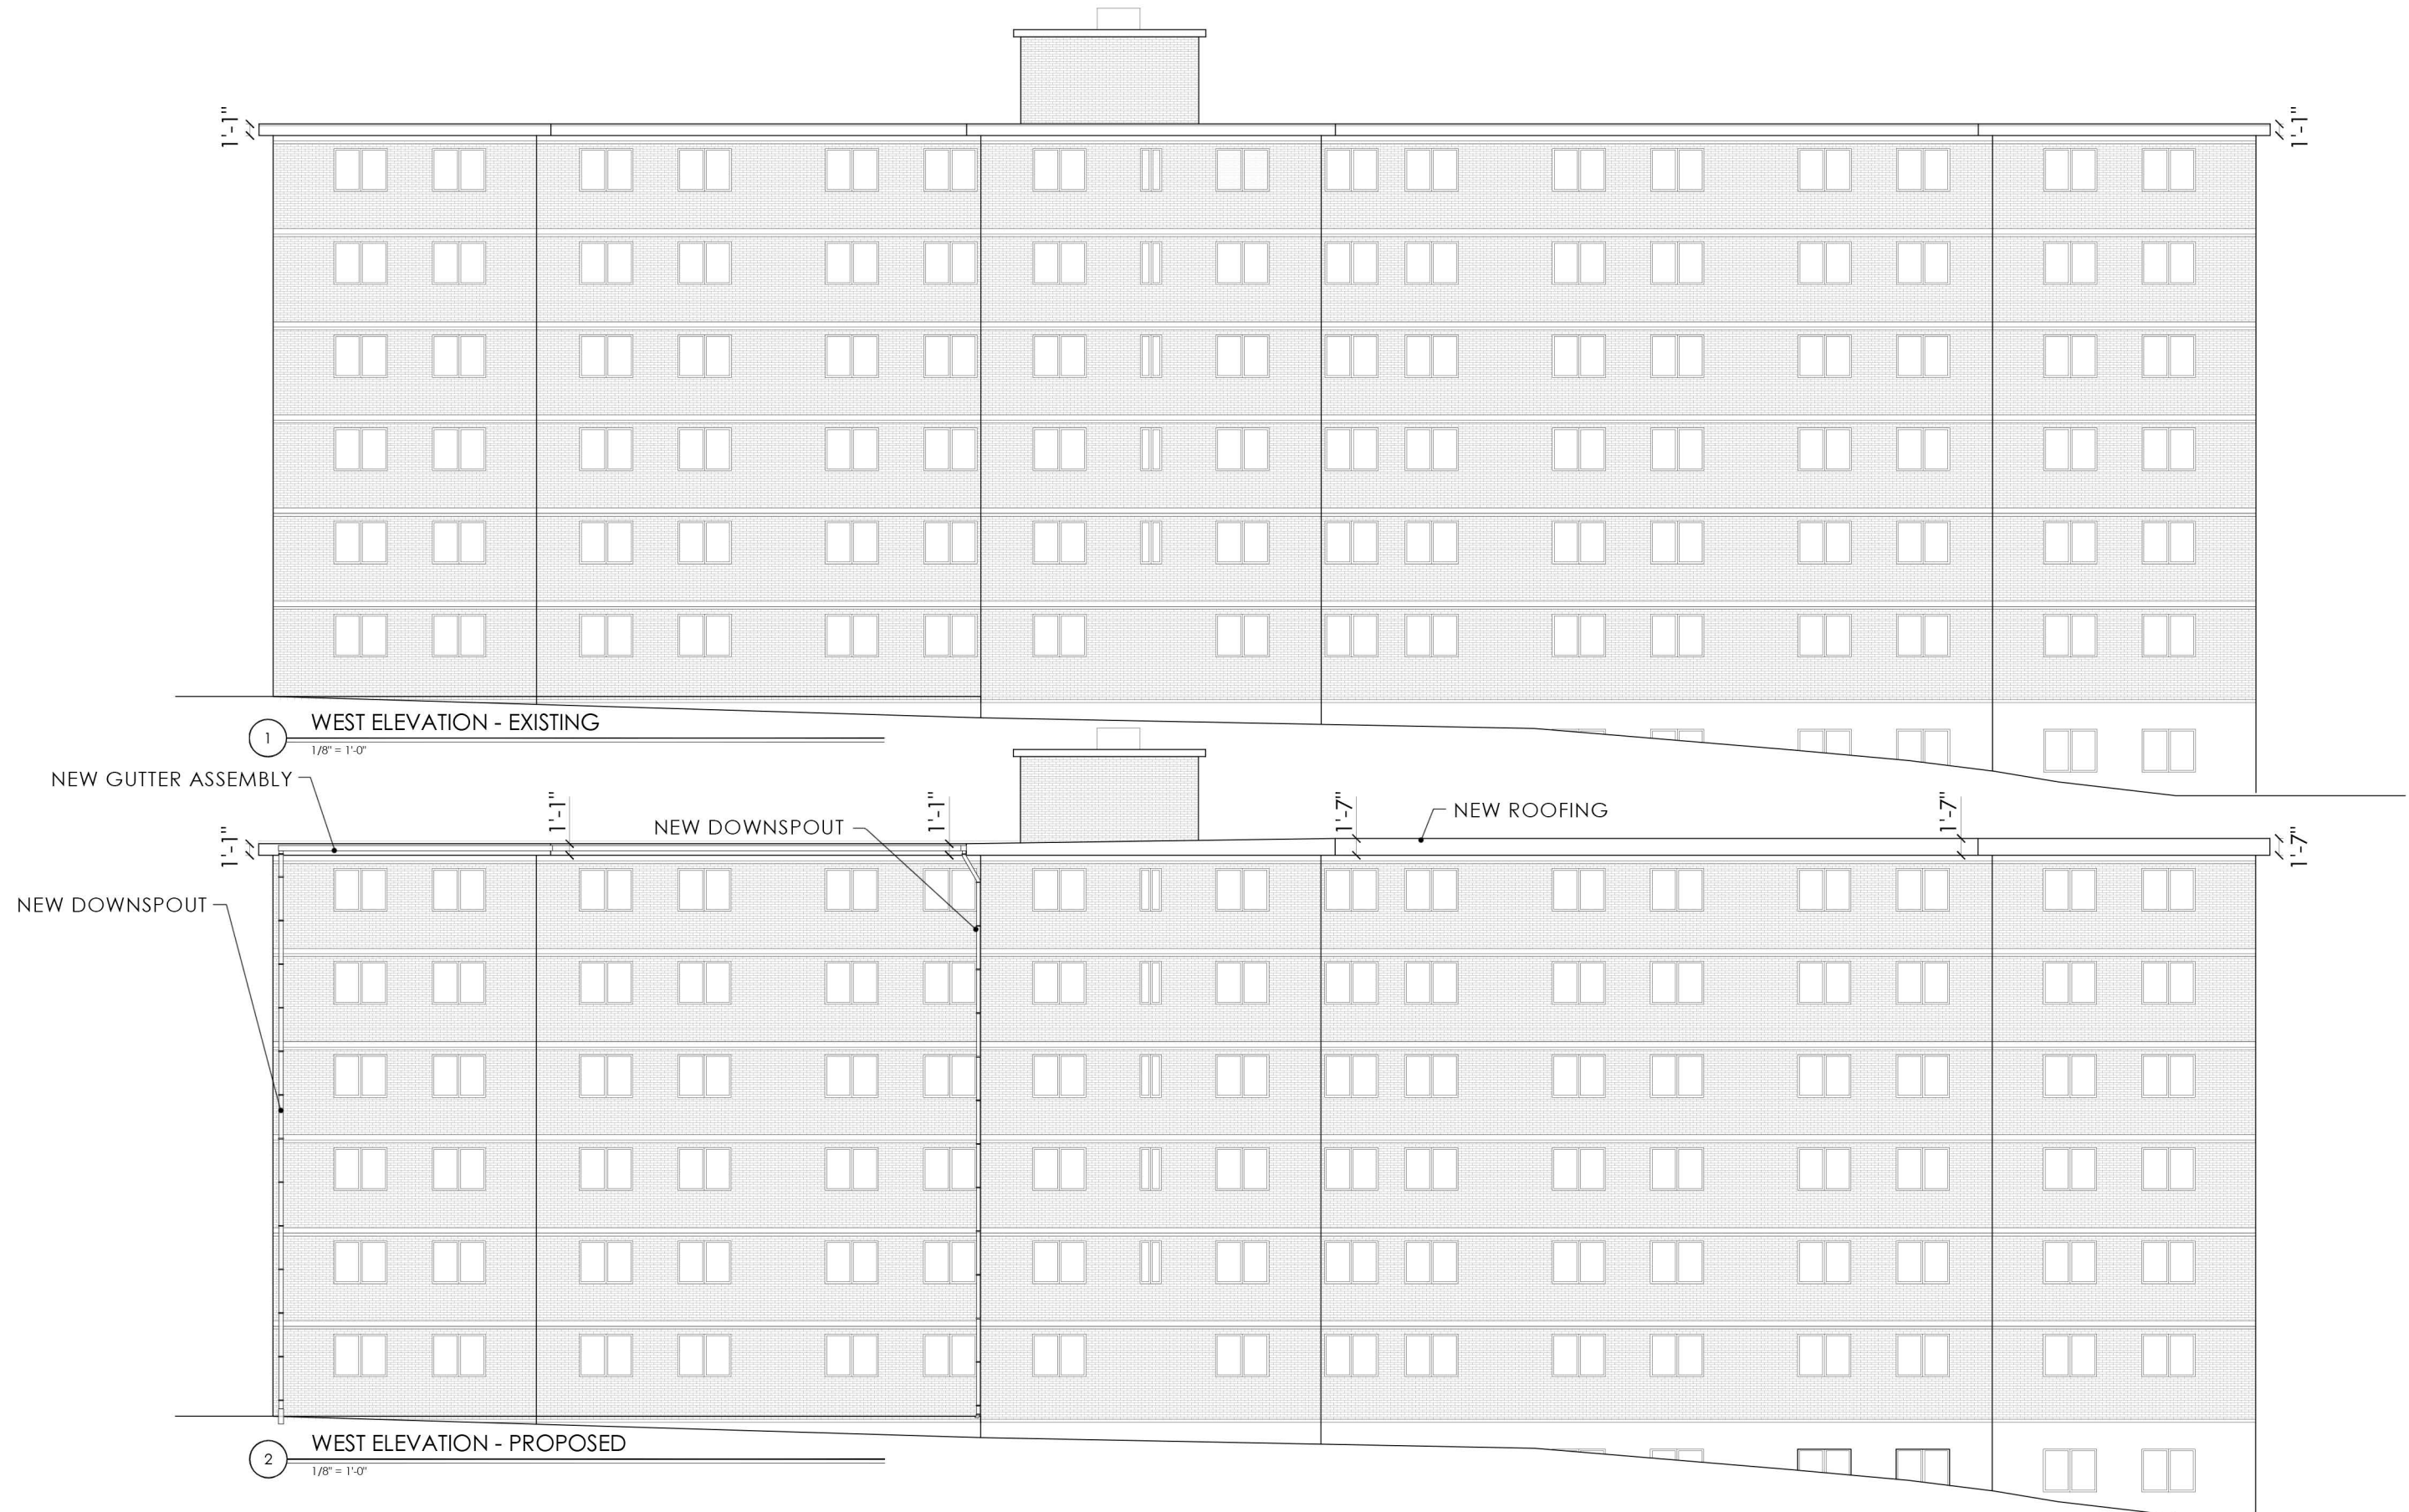 1'-1"
1'-1"
1
WEST ELEVATION - EXISTING
1/8" = 1'-0"
NEW GUTTER ASSEMBLY
1'-1"
1'-1"
1'-1"
NEW DOWNSPOUT
1'-7"
NEW ROOFING
1'-7"
1'-7"
NEW DOWNSPOUT
2
WEST ELEVATION - PROPOSED
1/8" = 1'-0"